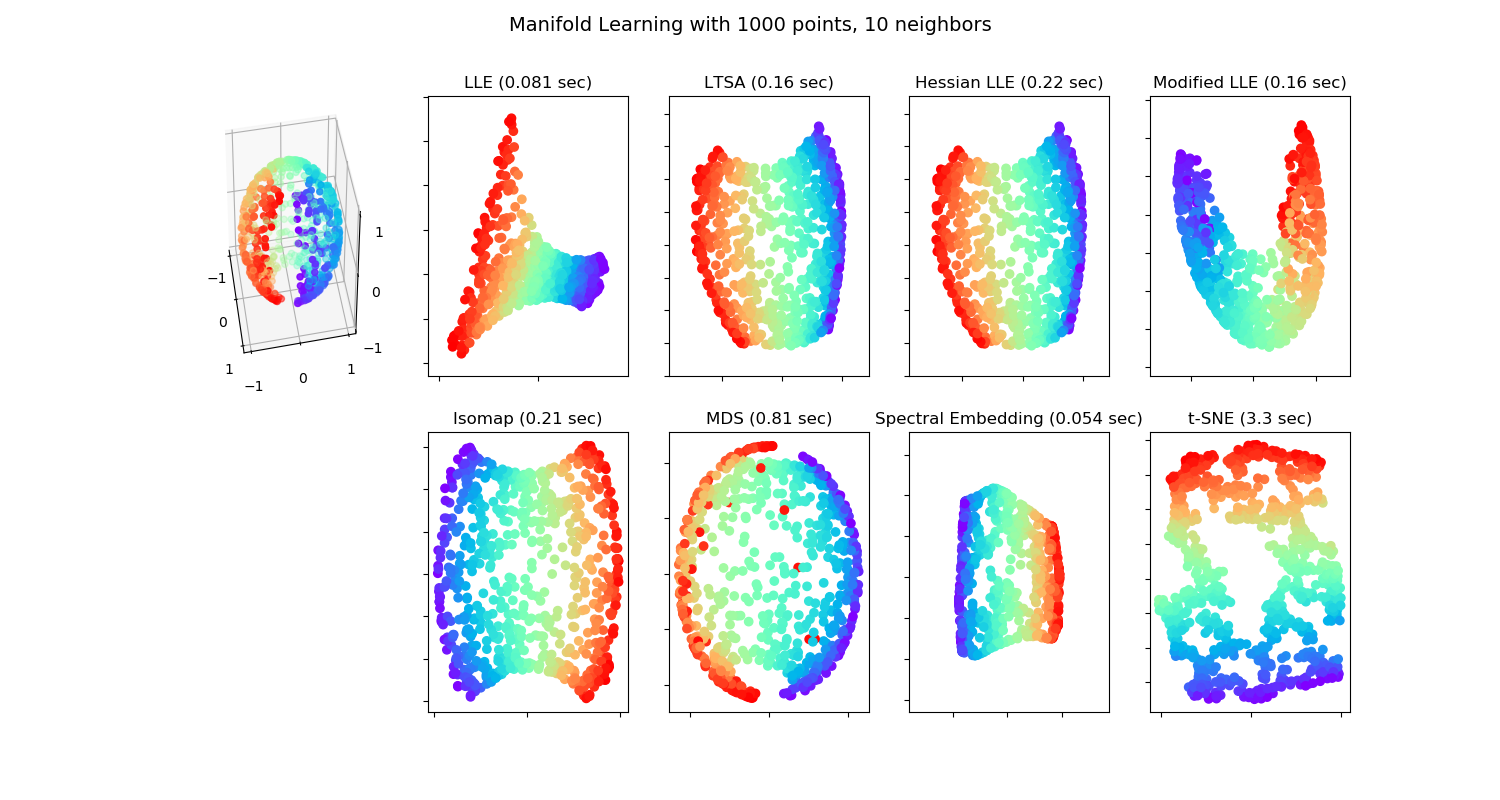 Manifold Learning with 1000 points, 10 neighbors
LLE (0.081 sec)
LTSA (0.16 sec)
Hessian LLE (0.22 sec)
Modified LLE (0.16 sec)
1
−1
0
0
−1
1
−1
0
1
Isomap (0.21 sec)
MDS (0.81 sec)
Spectral Embedding (0.054 sec)
t-SNE (3.3 sec)